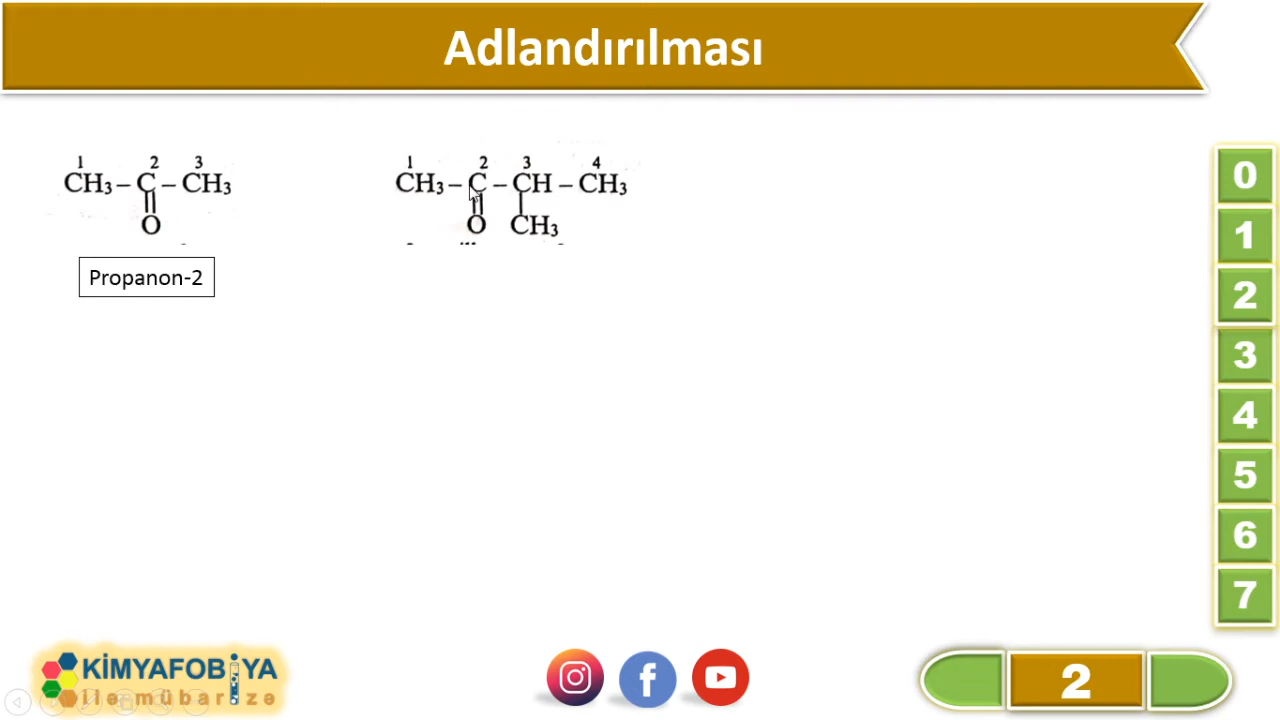 Adlandırılması
1 2 3
CH₃ – C – CH₃
O
Propanon-2
1 2 3 4
CH₃ – C – CH – CH₃
O CH₃
0
1
2
3
4
5
6
7
KİMYAFOBİYA
ilə mübarizə
2